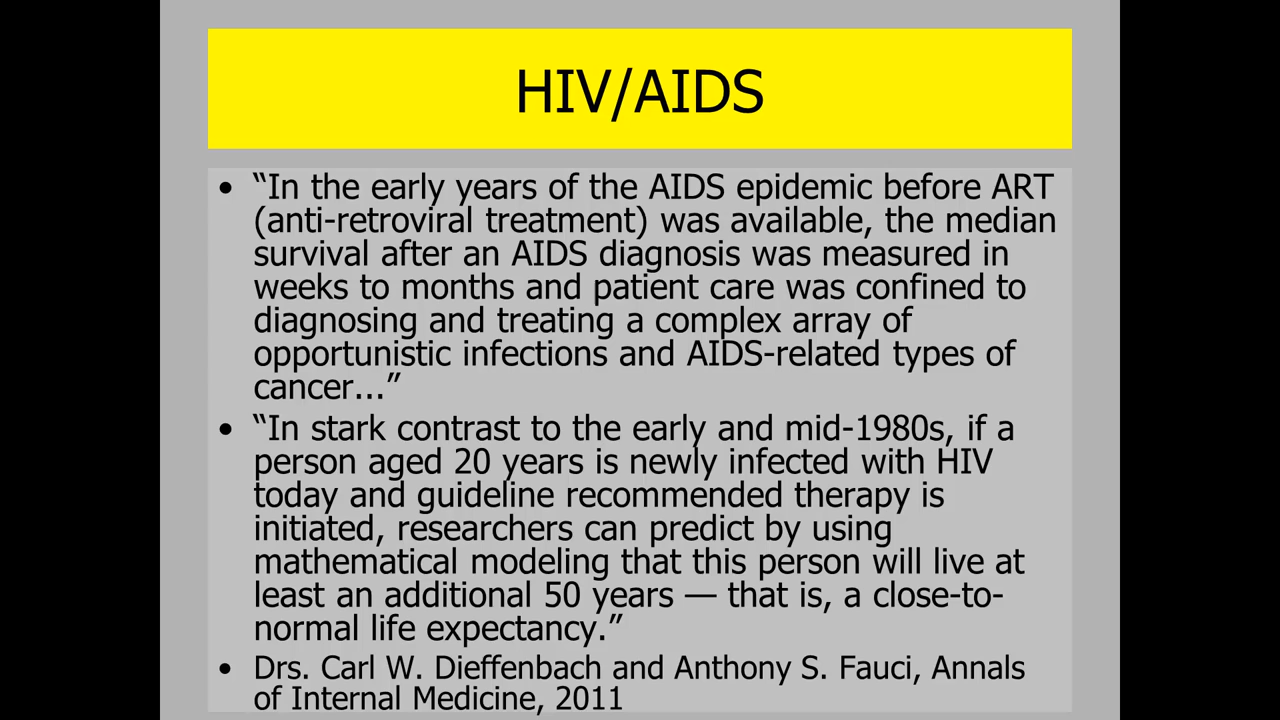 HIV/AIDS
• “In the early years of the AIDS epidemic before ART
(anti-retroviral treatment) was available, the median
survival after an AIDS diagnosis was measured in
weeks to months and patient care was confined to
diagnosing and treating a complex array of
opportunistic infections and AIDS-related types of
cancer...”
• “In stark contrast to the early and mid-1980s, if a
person aged 20 years is newly infected with HIV
today and guideline recommended therapy is
initiated, researchers can predict by using
mathematical modeling that this person will live at
least an additional 50 years — that is, a close-to-
normal life expectancy.”
• Drs. Carl W. Dieffenbach and Anthony S. Fauci, Annals
of Internal Medicine, 2011